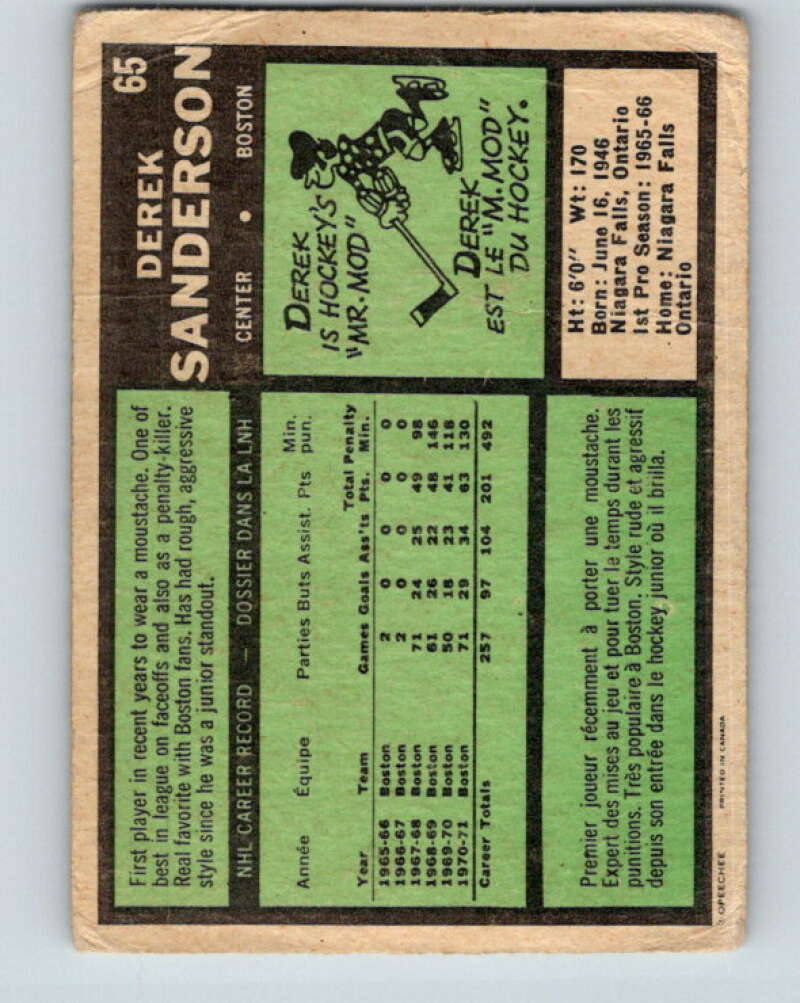 65
DEREK
SANDERSON
CENTER • BOSTON
First player in recent years to wear a moustache. One of
best in league on faceoffs and also as a penalty-killer.
Real favorite with Boston fans. Has had rough, aggressive
style since he was a junior standout.
DEREK
IS HOCKEY'S
"MR. MOD"
DEREK
EST LE "M. MOD"
DU HOCKEY.
NHL CAREER RECORD — DOSSIER DANS LA LNH
Année Équipe Parties Buts Assist. Pts Min. pun.
Year Team Games Goals Ass'ts Total Pts. Penalty Min.
1965-66 Boston 2 0 0 0 0
1966-67 Boston 2 0 0 0 0
1967-68 Boston 71 24 25 49 98
1968-69 Boston 61 26 22 48 146
1969-70 Boston 50 18 23 41 118
1970-71 Boston 71 29 34 63 130
Career Totals 257 97 104 201 492
Ht: 6'0" Wt: 170
Born: June 16, 1946
Niagara Falls, Ontario
1st Pro Season: 1965-66
Home: Niagara Falls
Ontario
Premier joueur récemment à porter une moustache.
Expert des mises au jeu et pour tuer le temps durant les
punitions. Très populaire à Boston. Style rude et agressif
depuis son entrée dans le hockey junior où il brilla.
OPEECHEE PRINTED IN CANADA